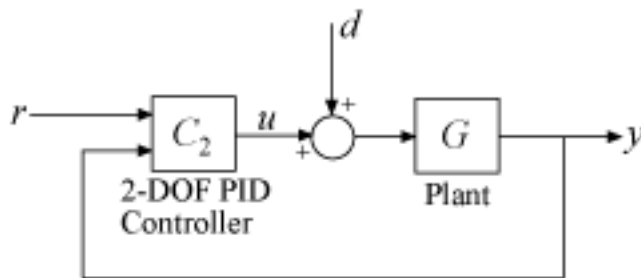 d
r
C2
u
+
+
G
y
2-DOF PID
Controller
Plant